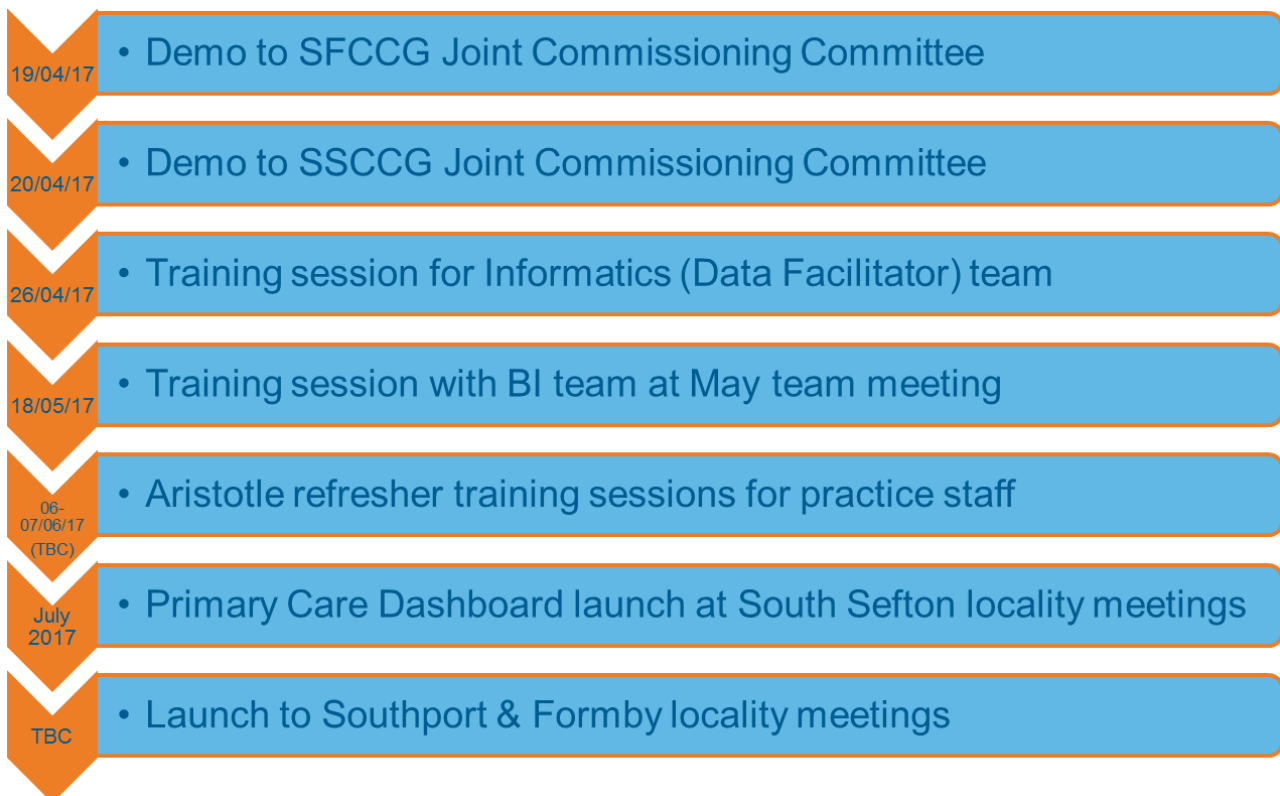 19/04/17
• Demo to SFCCG Joint Commissioning Committee
20/04/17
• Demo to SSCCG Joint Commissioning Committee
26/04/17
• Training session for Informatics (Data Facilitator) team
18/05/17
• Training session with BI team at May team meeting
06-
07/06/17
(TBC)
• Aristotle refresher training sessions for practice staff
July
2017
• Primary Care Dashboard launch at South Sefton locality meetings
TBC
• Launch to Southport & Formby locality meetings